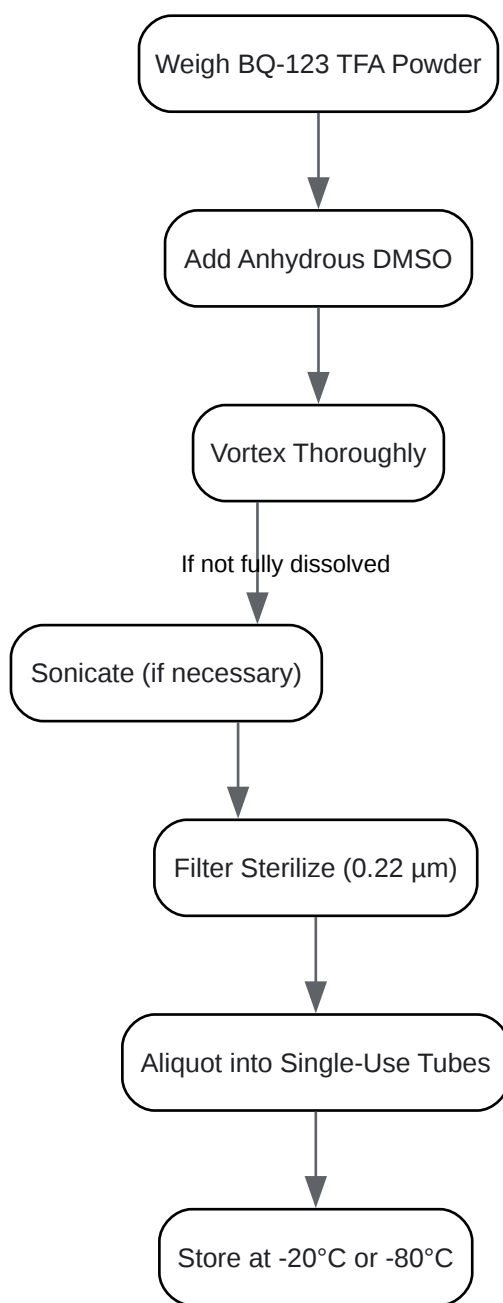 Weigh BQ-123 TFA Powder
Add Anhydrous DMSO
Vortex Thoroughly
If not fully dissolved
Sonicate (if necessary)
Filter Sterilize (0.22 µm)
Aliquot into Single-Use Tubes
Store at -20°C or -80°C